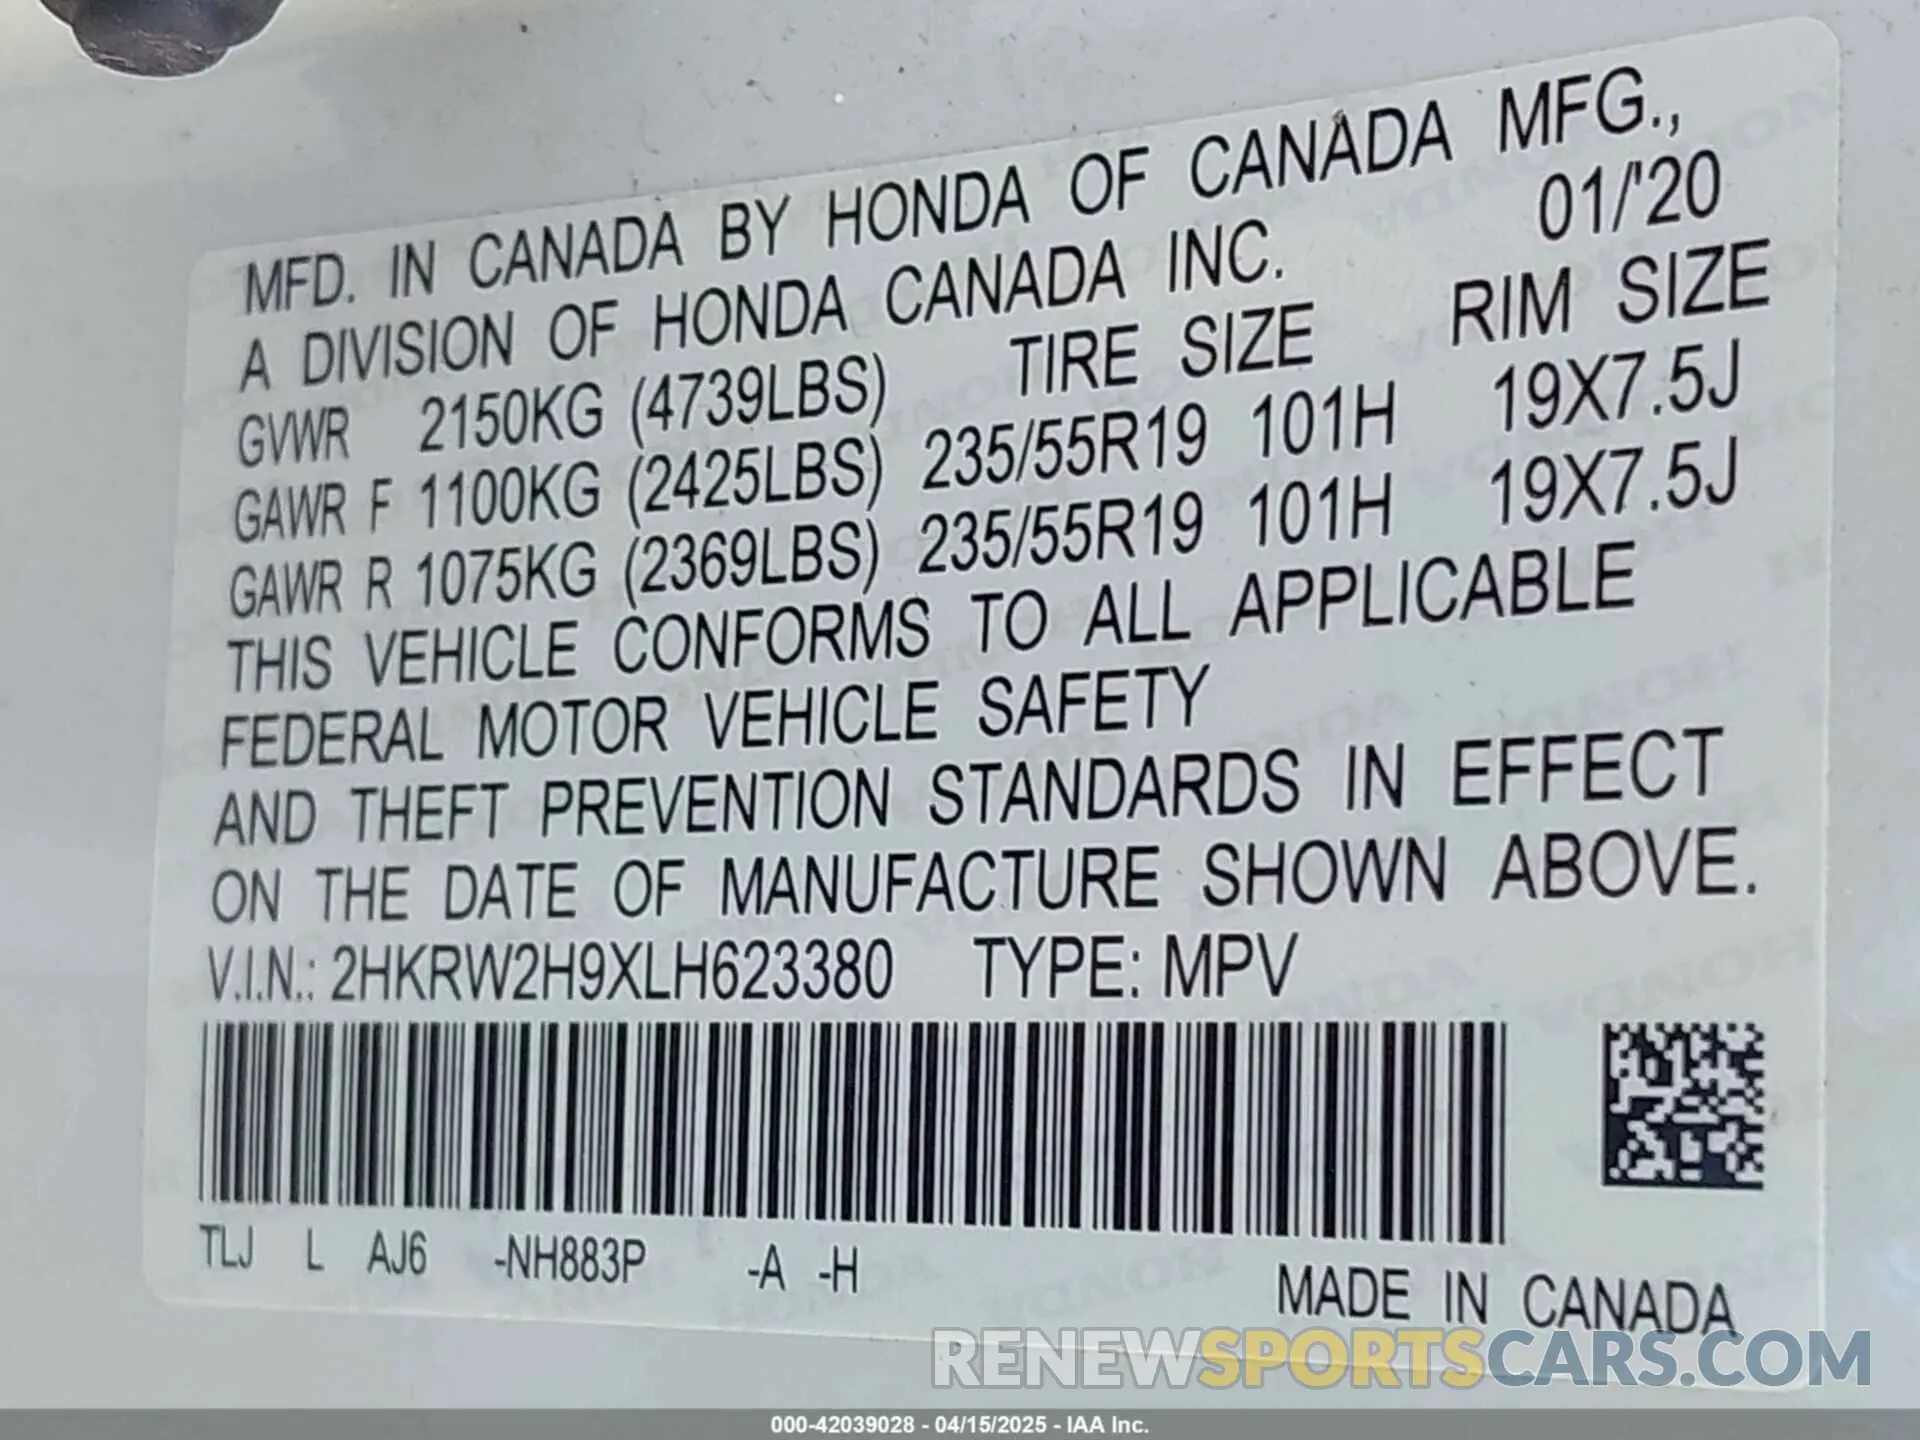 MFD. IN CANADA BY HONDA OF CANADA MFG.,
A DIVISION OF HONDA CANADA INC. 01/'20
GVWR 2150KG (4739LBS) TIRE SIZE RIM SIZE
GAWR F 1100KG (2425LBS) 235/55R19 101H 19X7.5J
GAWR R 1075KG (2369LBS) 235/55R19 101H 19X7.5J
THIS VEHICLE CONFORMS TO ALL APPLICABLE
FEDERAL MOTOR VEHICLE SAFETY
AND THEFT PREVENTION STANDARDS IN EFFECT
ON THE DATE OF MANUFACTURE SHOWN ABOVE.
V.I.N.: 2HKRW2H9XLH623380 TYPE: MPV
TLJ L AJ6 -NH883P -A -H
MADE IN CANADA
RENEWSPORTSCARS.COM
000-42039028 - 04/15/2025 - IAA Inc.